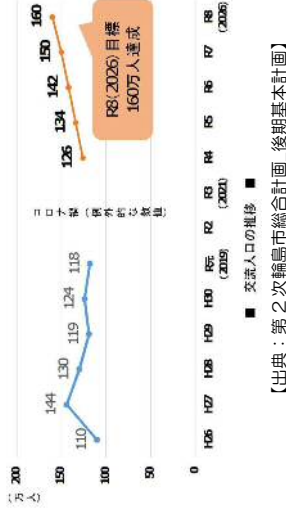 (万人)
200
150
100
50
0
110
144
130
119
124
118
コロナ禍（例外的な数値）
126
134
142
150
160
R8(2026)目標
160万人達成
H26
H27
H28
H29
H30
R元
(2019)
R2
R3
(2021)
R4
R5
R6
R7
R8
(2026)
■ 交流人口の推移 ■
【出典：第２次輪島市総合計画 後期基本計画】